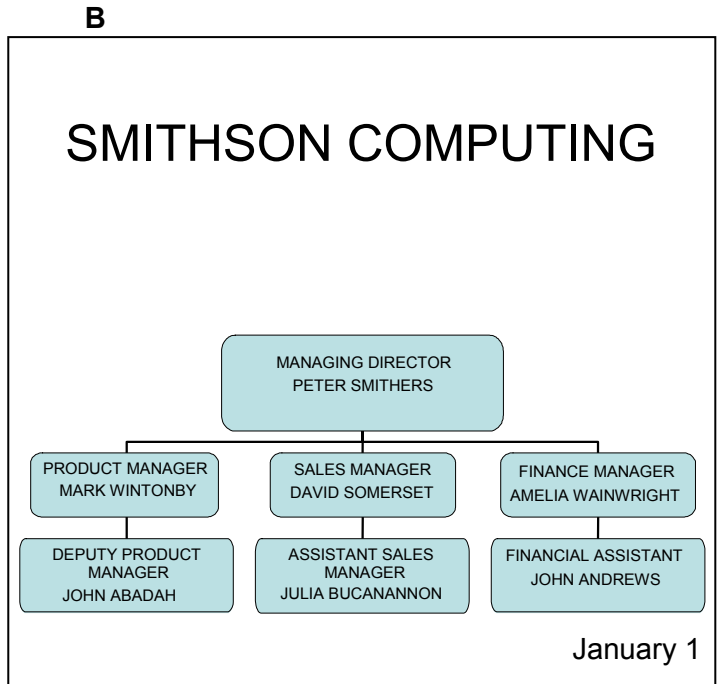 B
SMITHSON COMPUTING
MANAGING DIRECTOR
PETER SMITHERS
PRODUCT MANAGER
MARK WINTONBY
SALES MANAGER
DAVID SOMERSET
FINANCE MANAGER
AMELIA WAINWRIGHT
DEPUTY PRODUCT
MANAGER
JOHN ABADAH
ASSISTANT SALES
MANAGER
JULIA BUCANANNON
FINANCIAL ASSISTANT
JOHN ANDREWS
January 1